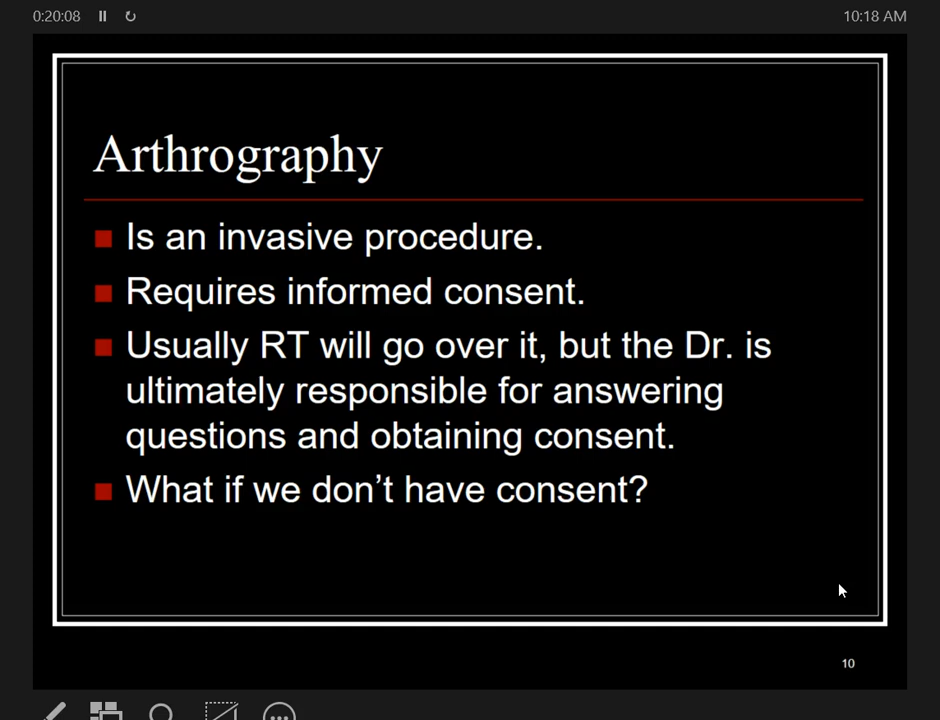 0:20:08
10:18 AM
Arthrography
Is an invasive procedure.
Requires informed consent.
Usually RT will go over it, but the Dr. is
ultimately responsible for answering
questions and obtaining consent.
What if we don’t have consent?
10